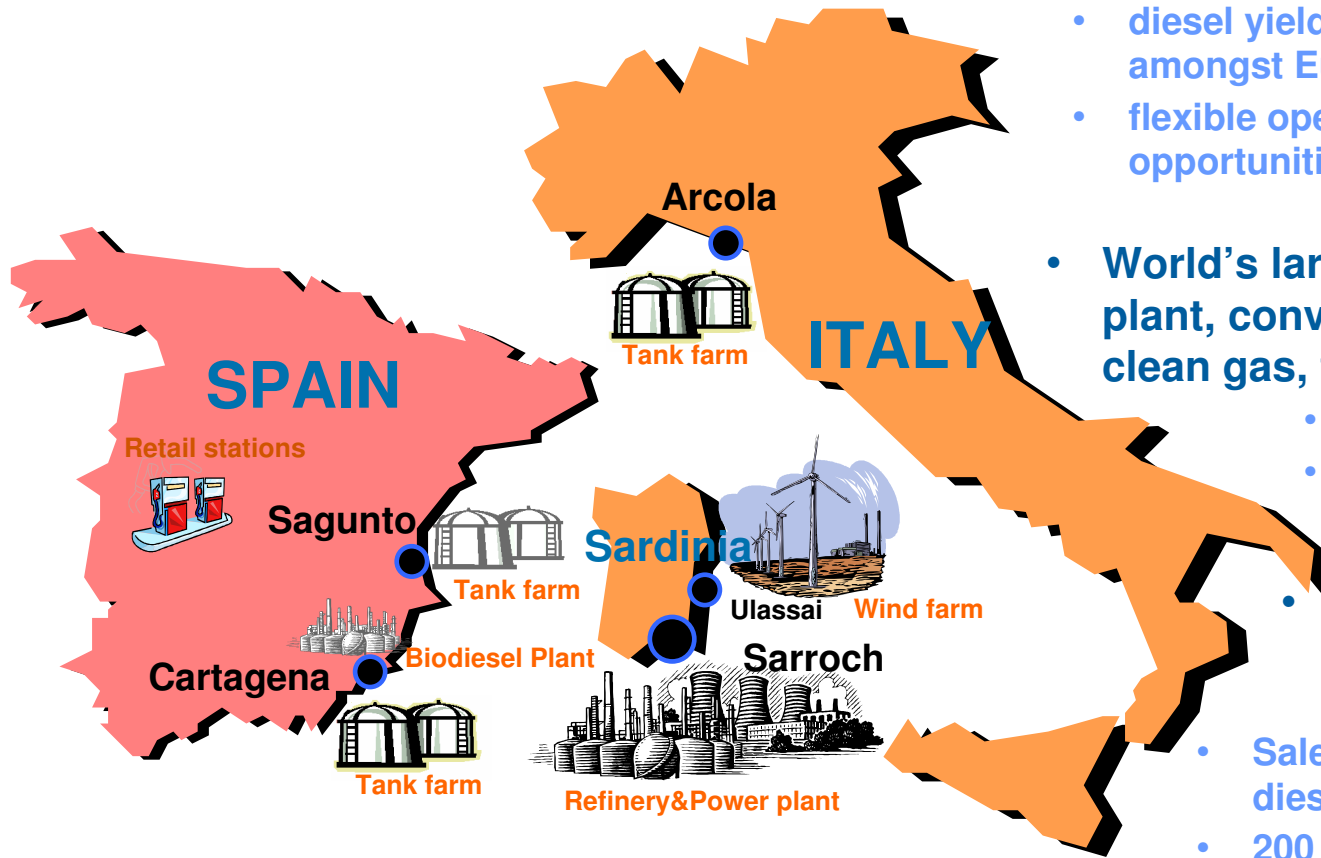 • diesel yield
amongst E
• flexible ope
opportuniti
Arcola
• World's lar
plant, conv
clean gas,
Tank farm
ITALY
SPAIN
•
Retail stations
•
Sagunto
Sardinia
Tank farm
Ulassai
Wind farm
•
Biodiesel Plant
Sarroch
Cartagena
Tank farm
Refinery&Power plant
• Sale
dies
• 200